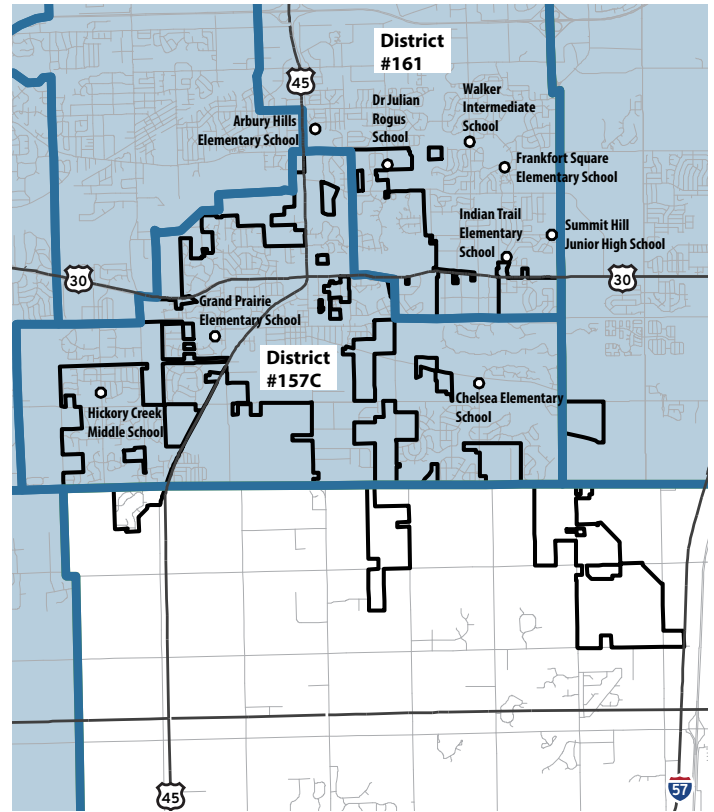 District
#161
45
Walker
Intermediate
School
Dr Julian
Rogus
School
Arbury Hills
Elementary School
Frankfort Square
Elementary School
Indian Trail
Elementary
School
Summit Hill
Junior High School
30
30
Grand Prairie
Elementary School
District
#157C
Hickory Creek
Middle School
Chelsea Elementary
School
45
57